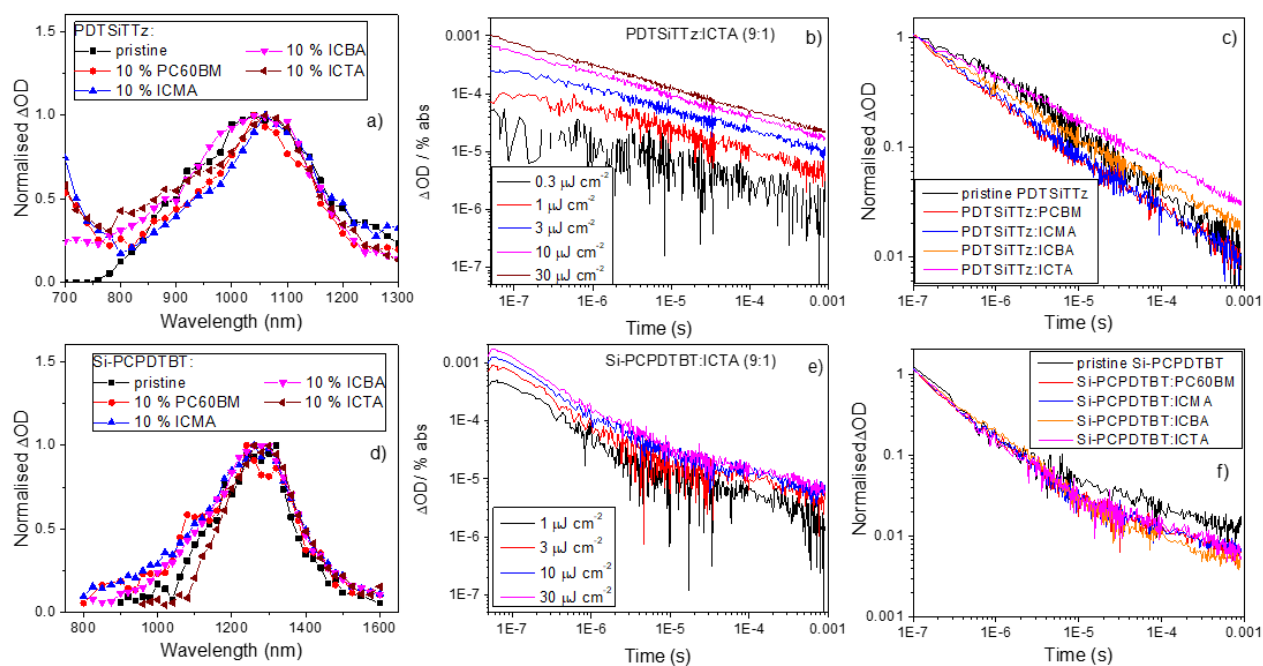 PDTSiTTz:
pristine
10 % ICBA
10 % PC60BM
10 % ICTA
10 % ICMA
a)
Normalised ΔOD
1.5
1.0
0.5
0.0
700 800 900 1000 1100 1200 1300
Wavelength (nm)
PDTSiTTz:ICTA (9:1)
b)
ΔOD / % abs
0.001
1E-4
1E-5
1E-6
1E-7
0.3 µJ cm-2
1 µJ cm-2
3 µJ cm-2
10 µJ cm-2
30 µJ cm-2
1E-7 1E-6 1E-5 1E-4 0.001
Time (s)
c)
Normalised ΔOD
1
0.1
0.01
pristine PDTSiTTz
PDTSiTTz:PCBM
PDTSiTTz:ICMA
PDTSiTTz:ICBA
PDTSiTTz:ICTA
1E-7 1E-6 1E-5 1E-4 0.001
Time (s)
Si-PCPDTBT:
pristine
10 % ICBA
10 % PC60BM
10 % ICTA
10 % ICMA
d)
Normalised ΔOD
1.5
1.0
0.5
0.0
800 1000 1200 1400 1600
Wavelength (nm)
Si-PCPDTBT:ICTA (9:1)
e)
ΔOD/ % abs
0.001
1E-4
1E-5
1E-6
1E-7
1 µJ cm-2
3 µJ cm-2
10 µJ cm-2
30 µJ cm-2
1E-7 1E-6 1E-5 1E-4 0.001
Time (s)
pristine Si-PCPDTBT
Si-PCPDTBT:PC60BM
Si-PCPDTBT:ICMA
Si-PCPDTBT:ICBA
Si-PCPDTBT:ICTA
f)
Normalised ΔOD
1
0.1
0.01
0.001
1E-7 1E-6 1E-5 1E-4 0.001
Time (s)